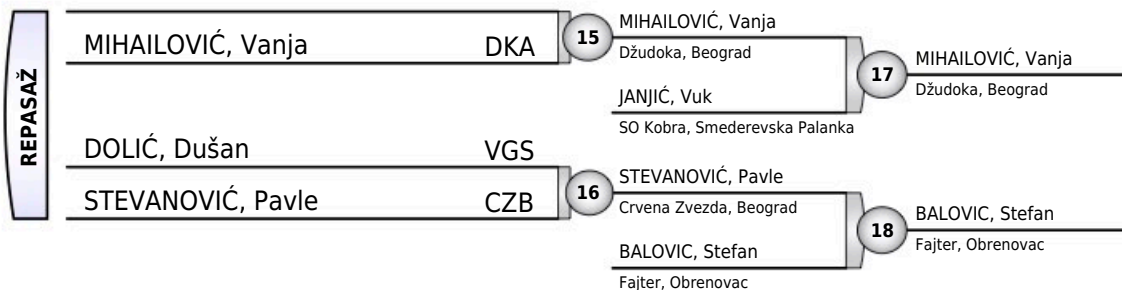 REPASAŽ
MIHAILOVIĆ, Vanja DKA
DOLIĆ, Dušan VGS
STEVANOVIĆ, Pavle CZB
15
MIHAILOVIĆ, Vanja
Džudoka, Beograd
JANJIĆ, Vuk
SO Kobra, Smederevska Palanka
16
STEVANOVIĆ, Pavle
Crvena Zvezda, Beograd
BALOVIC, Stefan
Fajter, Obrenovac
17
MIHAILOVIĆ, Vanja
Džudoka, Beograd
18
BALOVIC, Stefan
Fajter, Obrenovac